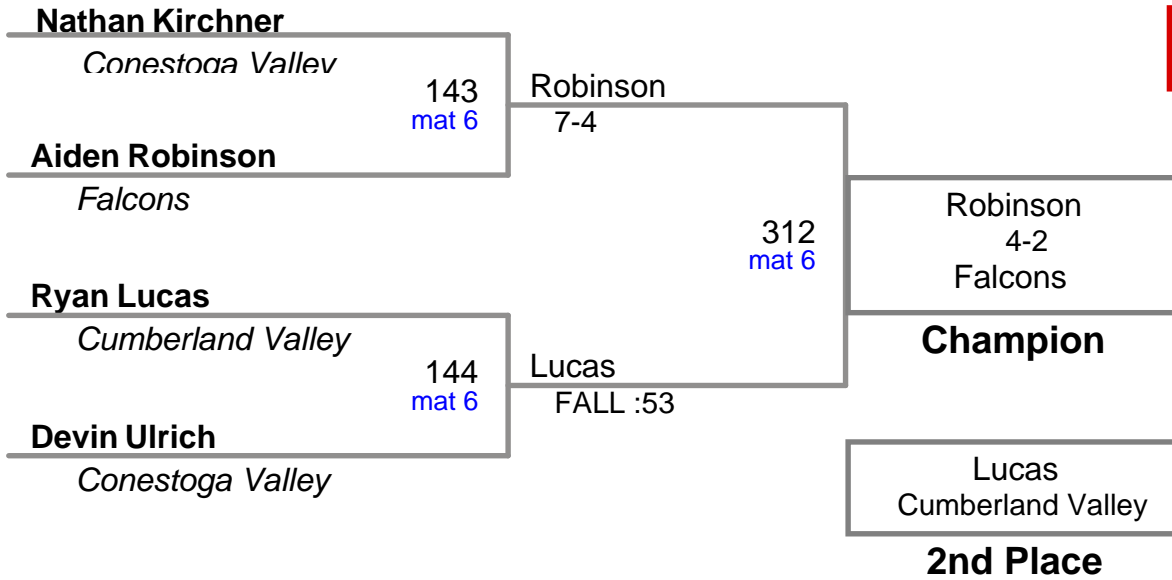 Nathan Kirchner
Conestoga Valley
143
mat 6
Robinson
7-4
Aiden Robinson
Falcons
312
mat 6
Robinson
4-2
Falcons
Champion
Ryan Lucas
Cumberland Valley
144
mat 6
Lucas
FALL :53
Devin Ulrich
Conestoga Valley
Lucas
Cumberland Valley
2nd Place